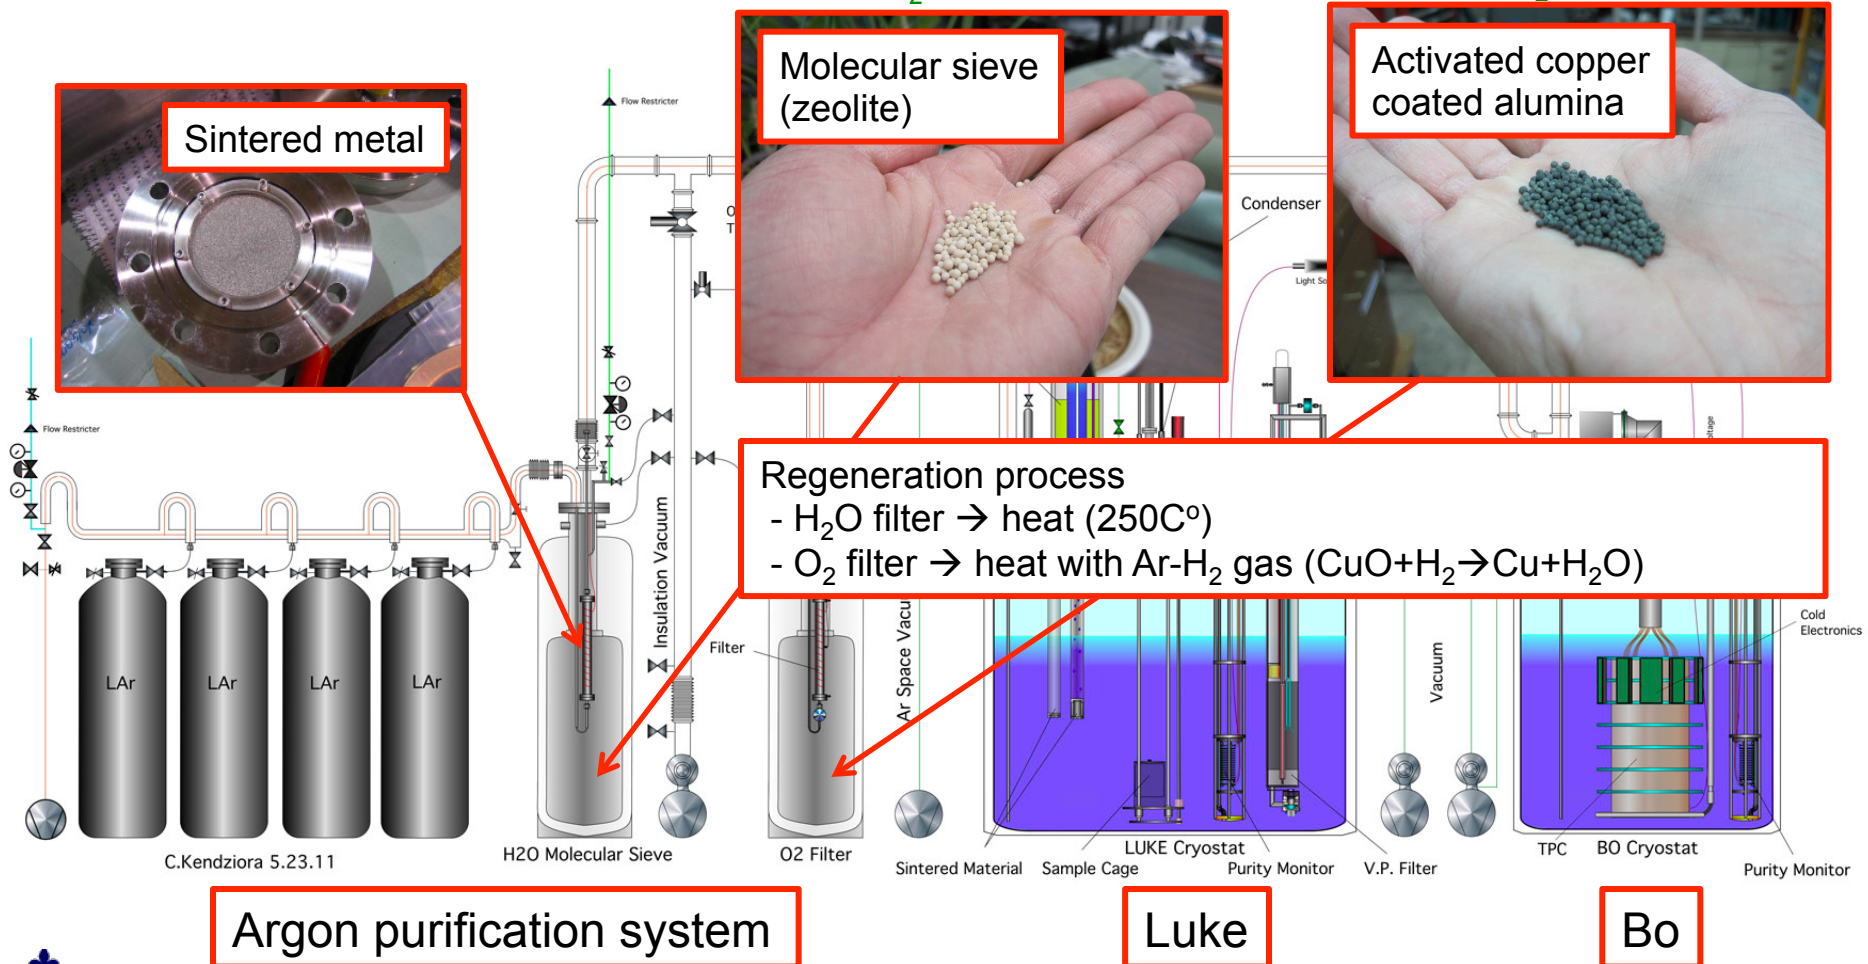 Sintered metal
Molecular sieve
(zeolite)
Activated copper
coated alumina
Flow Restricter
Condenser
Flow Restricter
Regeneration process
- H₂O filter → heat (250Cº)
- O₂ filter → heat with Ar-H₂ gas (CuO+H₂→Cu+H₂O)
Insulation Vacuum
Filter
Vacuum
Cold
Electronics
LAr
LAr
LAr
LAr
C.Kendziora 5.23.11
H2O Molecular Sieve
O2 Filter
Sintered Material
Sample Cage
LUKE Cryostat
Purity Monitor
V.P. Filter
TPC
BO Cryostat
Purity Monitor
Argon purification system
Luke
Bo